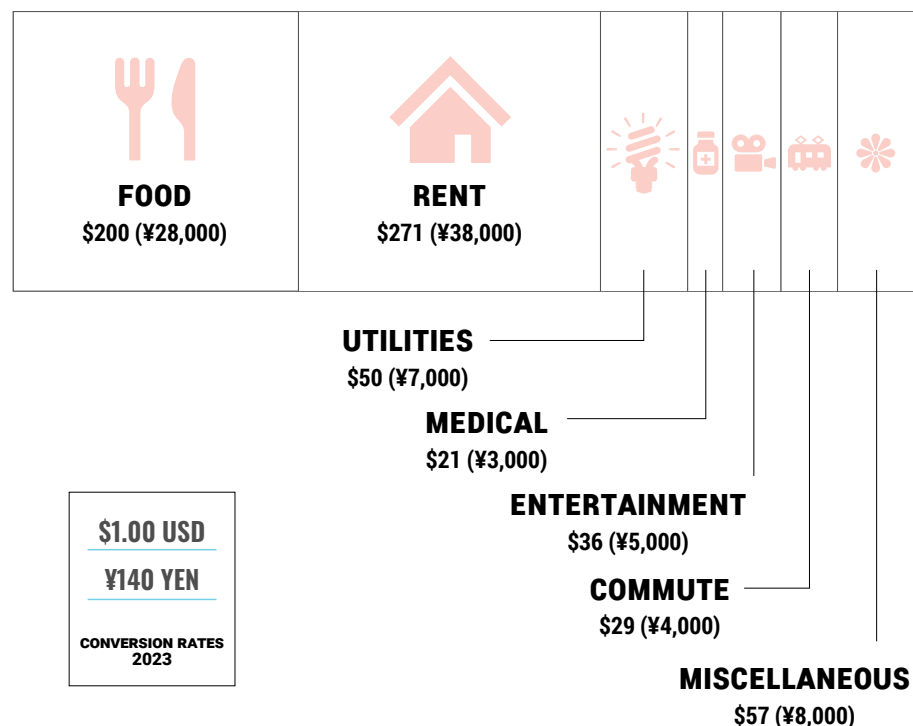 FOOD
$200 (¥28,000)
RENT
$271 (¥38,000)
UTILITIES
$50 (¥7,000)
MEDICAL
$21 (¥3,000)
ENTERTAINMENT
$36 (¥5,000)
COMMUTE
$29 (¥4,000)
MISCELLANEOUS
$57 (¥8,000)
$1.00 USD
¥140 YEN
CONVERSION RATES
2023